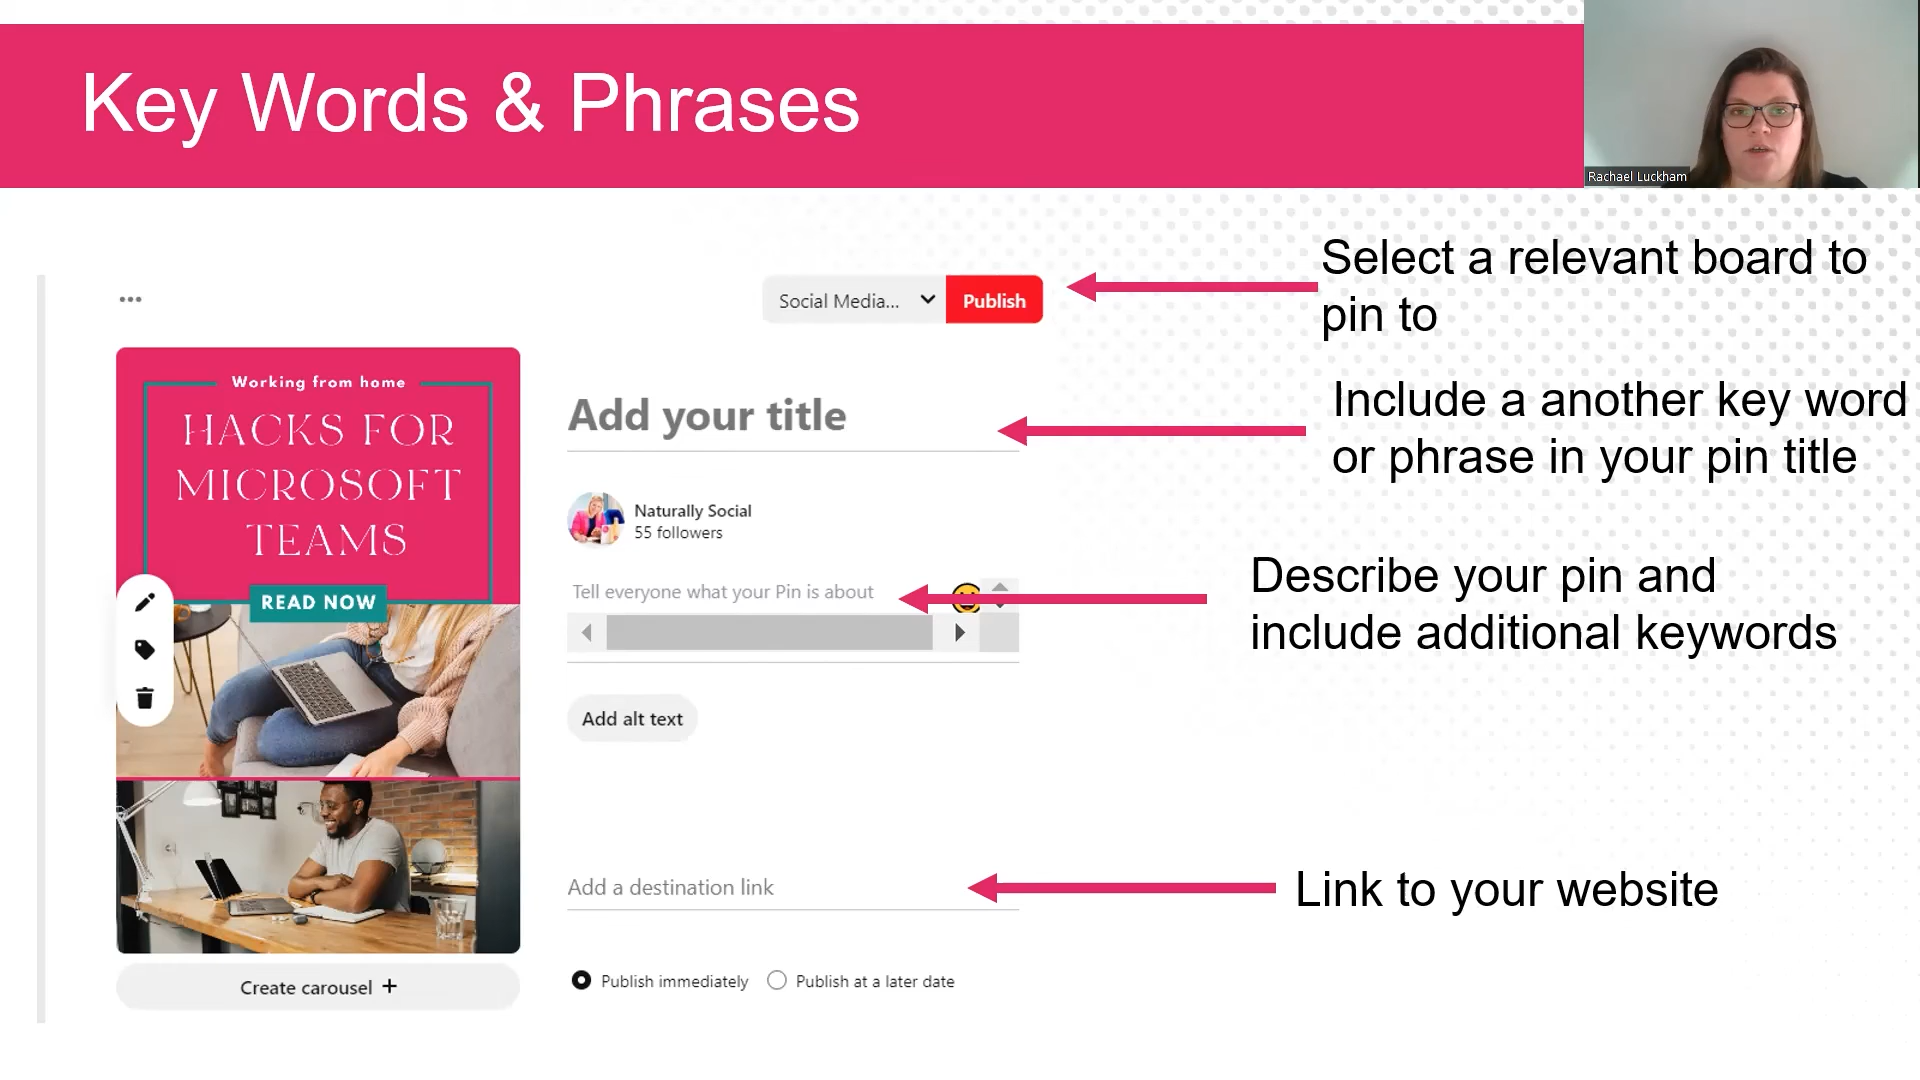 Key Words & Phrases
Rachael Luckham
Select a relevant board to
pin to
Social Media...
Publish
Working from home
HACKS FOR
MICROSOFT
TEAMS
READ NOW
Add your title
Include a another key word
or phrase in your pin title
Naturally Social
55 followers
Tell everyone what your Pin is about
Describe your pin and
include additional keywords
Add alt text
Add a destination link
Link to your website
Publish immediately
Publish at a later date
Create carousel +